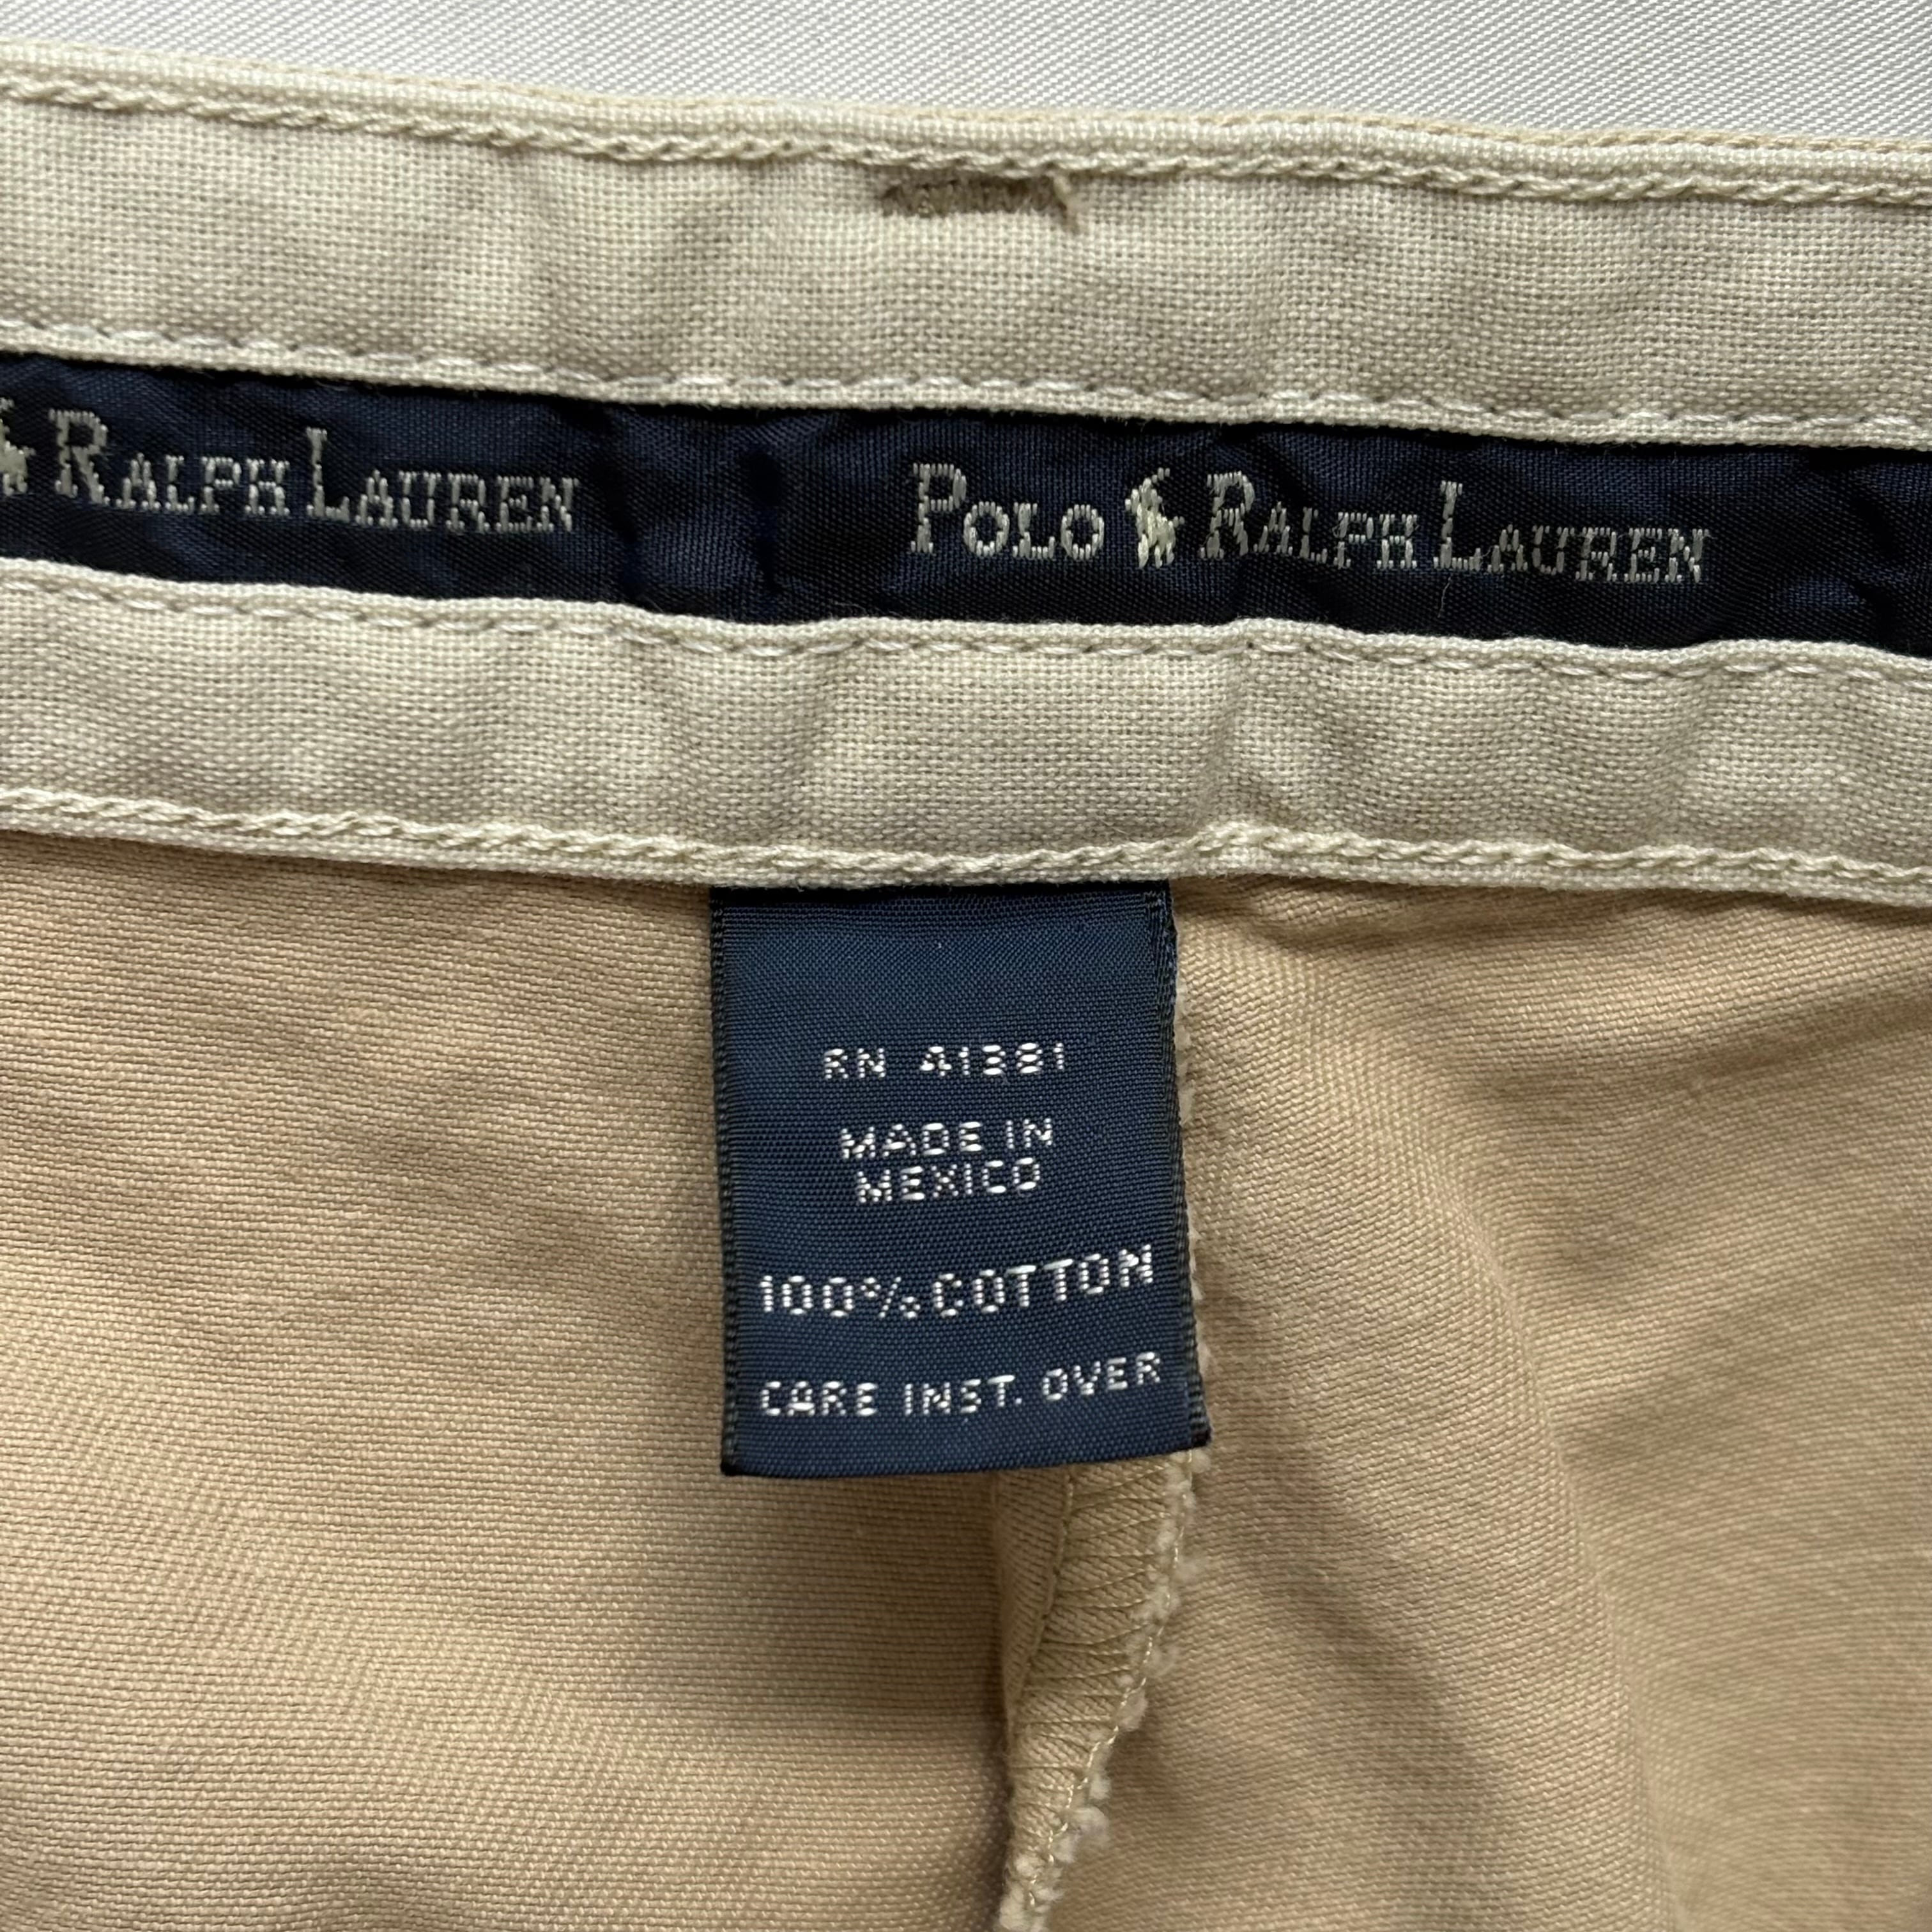 RALPH LAUREN POLO RALPH LAUREN
RN 41381
MADE IN
MEXICO
100% COTTON
CARE INST. OVER